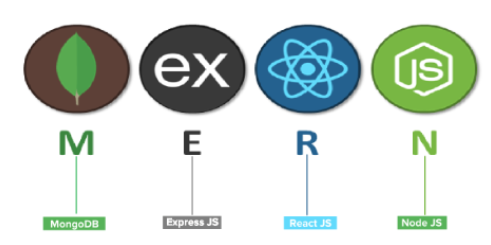 ex JS
M E R N
MongoDB Express JS React JS Node JS